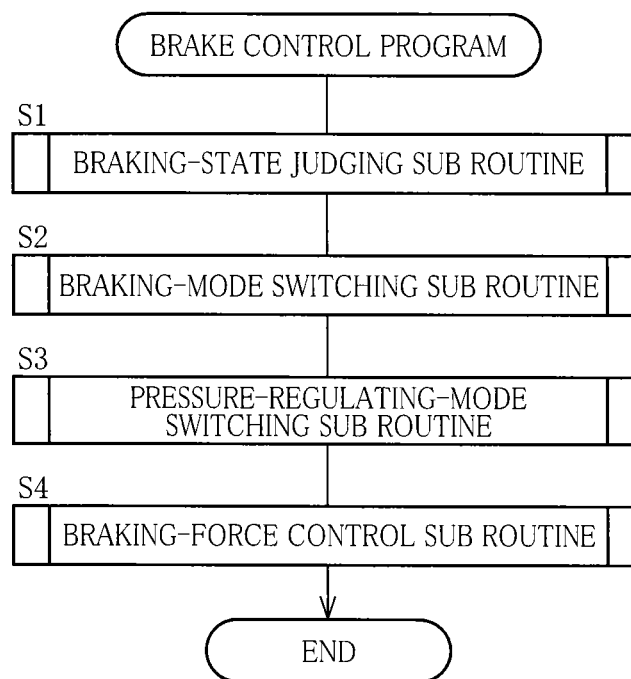 BRAKE CONTROL PROGRAM
S1
BRAKING-STATE JUDGING SUB ROUTINE
S2
BRAKING-MODE SWITCHING SUB ROUTINE
S3
PRESSURE-REGULATING-MODE
SWITCHING SUB ROUTINE
S4
BRAKING-FORCE CONTROL SUB ROUTINE
END